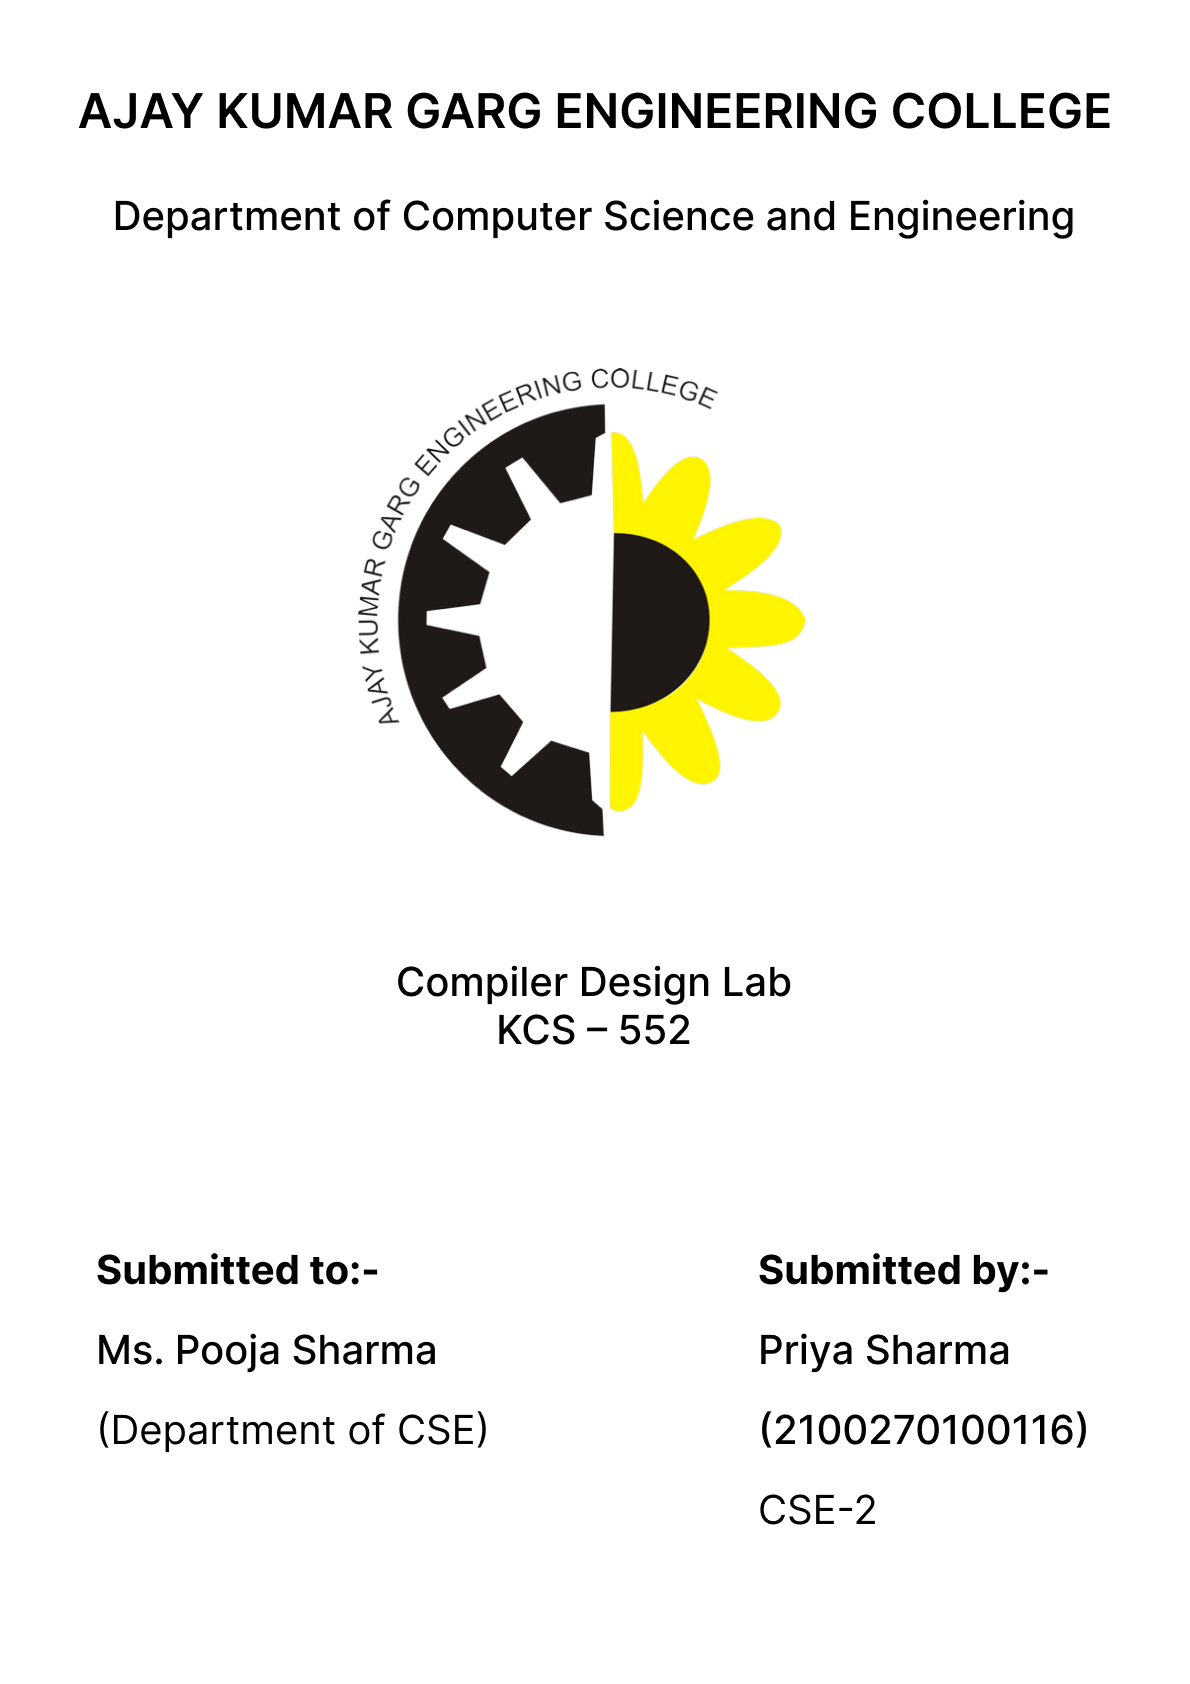 AJAY KUMAR GARG ENGINEERING COLLEGE
Department of Computer Science and Engineering
AJAY KUMAR GARG ENGINEERING COLLEGE
Compiler Design Lab
KCS – 552
Submitted to:-
Ms. Pooja Sharma
(Department of CSE)
Submitted by:-
Priya Sharma
(2100270100116)
CSE-2